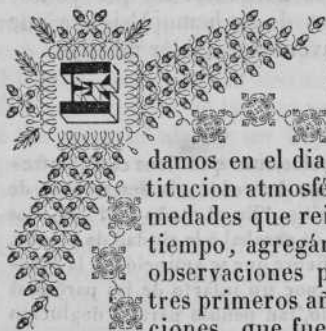 E
damos en el dia
titucion atmosfé
medades que rei
tiempo, agregán
observaciones p
tres primeros añ
ciones, que fue